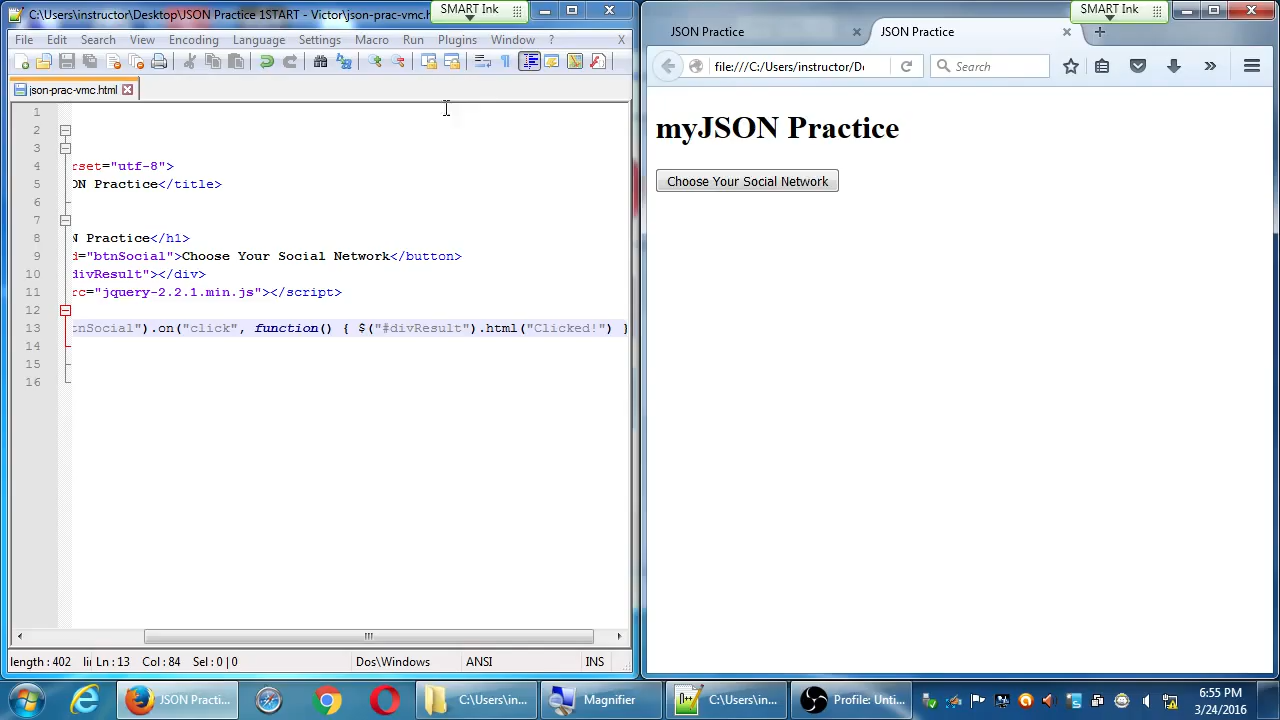 C:\Users\instructor\Desktop\JSON Practice 1START - Victor\json-prac-vmc.h
SMART Ink
File Edit Search View Encoding Language Settings Macro Run Plugins Window ? X
json-prac-vmc.html
1
2
3
4 rset="utf-8">
5 ON Practice</title>
6
7
8 N Practice</h1>
9 d="btnSocial">Choose Your Social Network</button>
10 divResult"></div>
11 rc="jquery-2.2.1.min.js"></script>
12
13 tnSocial").on("click", function() { $("#divResult").html("Clicked!") }
14
15
16
length : 402 li Ln : 13 Col : 84 Sel : 0 | 0 Dos\Windows ANSI INS
SMART Ink
JSON Practice
JSON Practice
file:///C:/Users/instructor/De
Search
myJSON Practice
Choose Your Social Network
JSON Practi...
C:\Users\in...
Magnifier
C:\Users\in...
Profile: Unti...
6:55 PM
3/24/2016